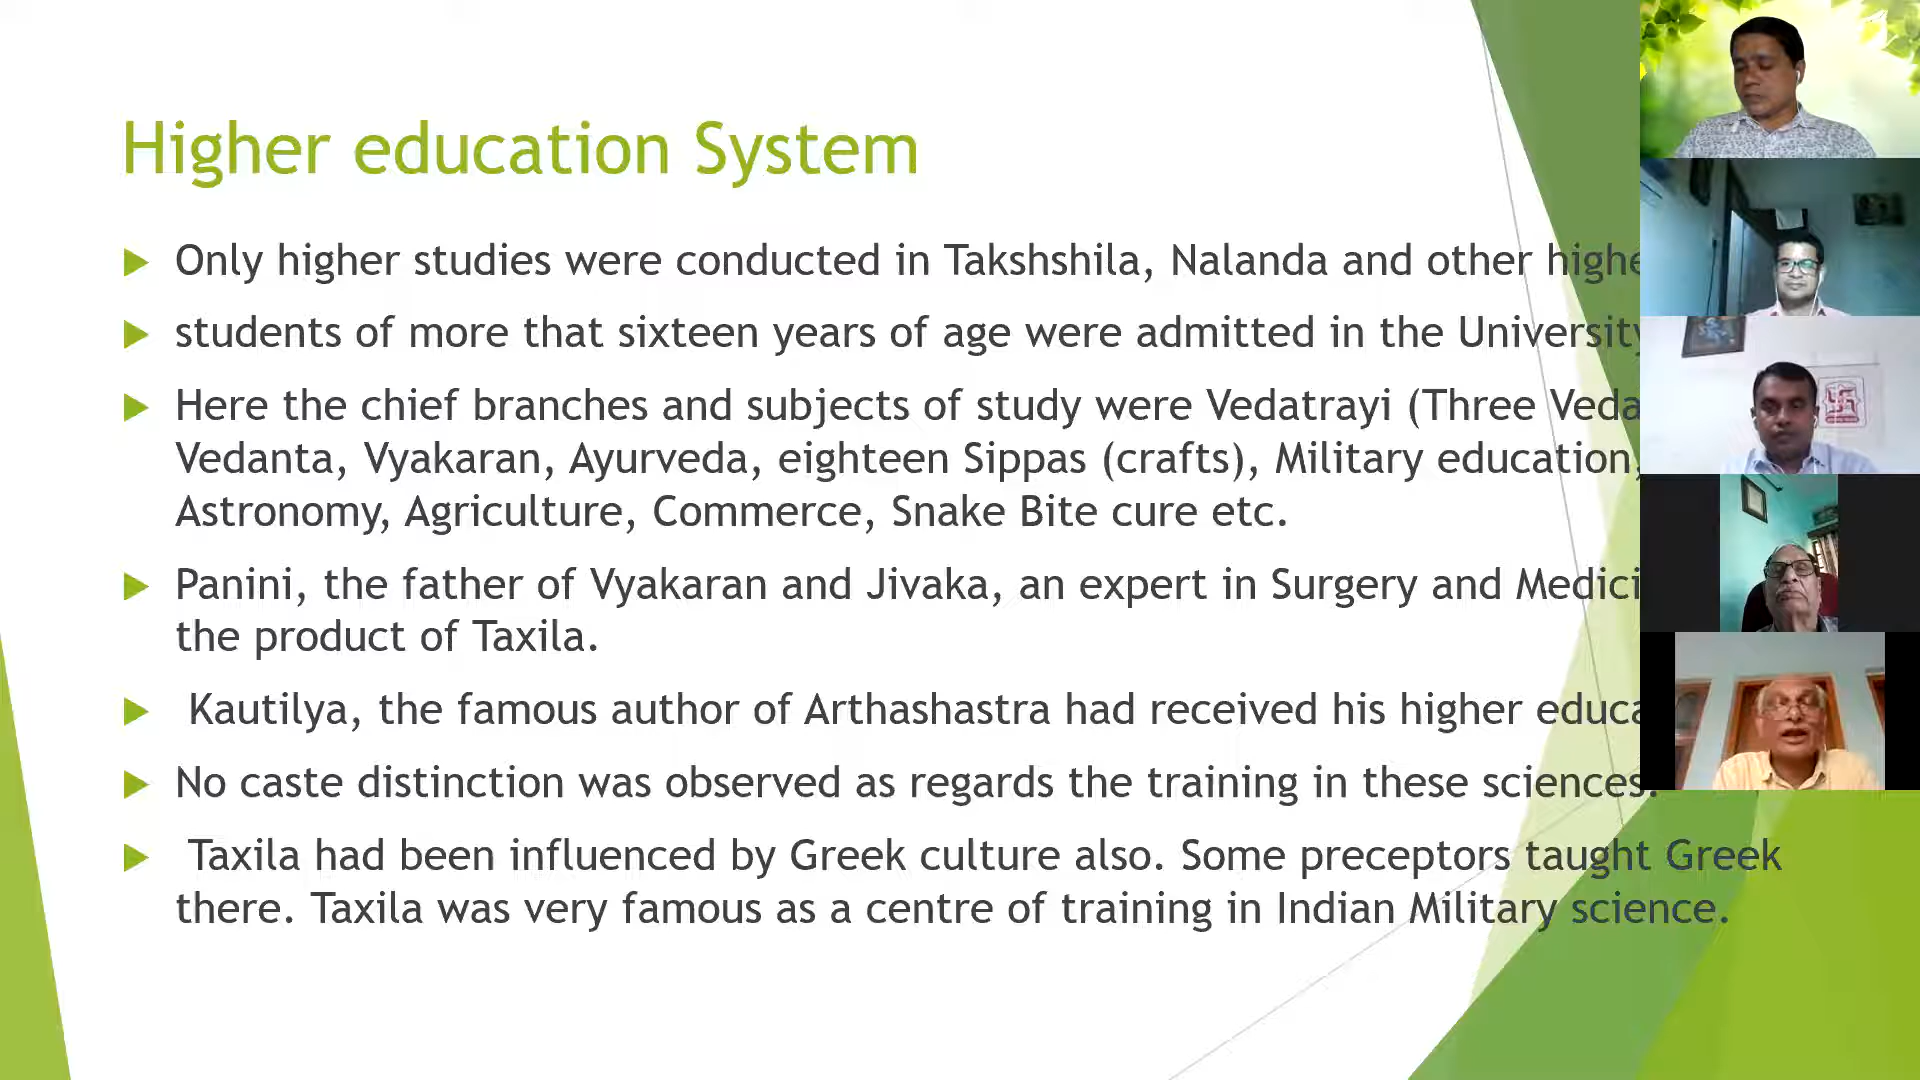 Higher education System
Only higher studies were conducted in Takshshila, Nalanda and other
students of more that sixteen years of age were admitted in the University
Here the chief branches and subjects of study were Vedatrayi (Three
Vedanta, Vyakaran, Ayurveda, eighteen Sippas (crafts), Military education,
Astronomy, Agriculture, Commerce, Snake Bite cure etc.
Panini, the father of Vyakaran and Jivaka, an expert in Surgery and
the product of Taxila.
Kautilya, the famous author of Arthashastra had received his higher
No caste distinction was observed as regards the training in these sciences.
Taxila had been influenced by Greek culture also. Some preceptors taught Greek
there. Taxila was very famous as a centre of training in Indian Military science.